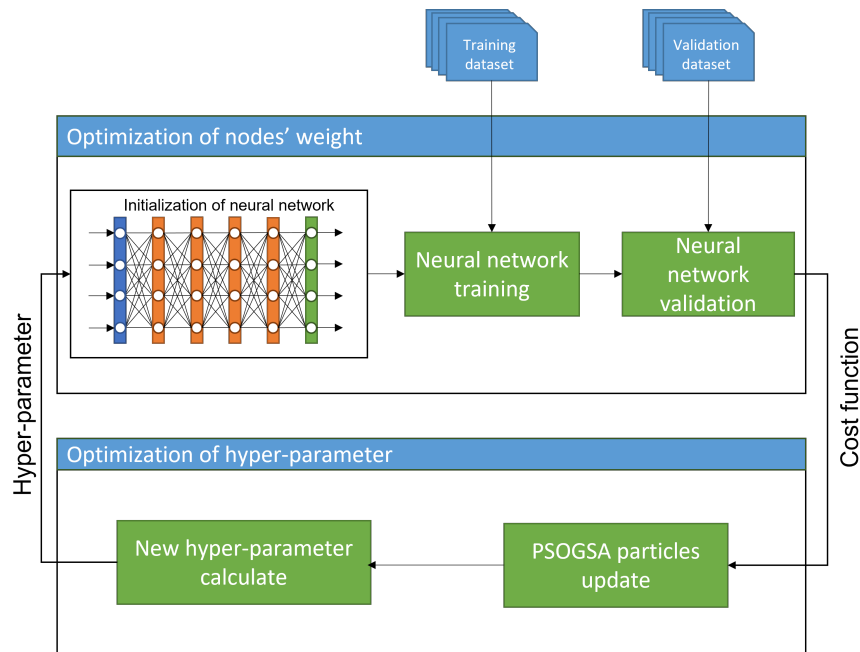 Training
dataset
Validation
dataset
Optimization of nodes' weight
Initialization of neural network
Neural network
training
Neural
network
validation
Hyper-parameter
Cost function
Optimization of hyper-parameter
New hyper-parameter
calculate
PSOGSA particles
update